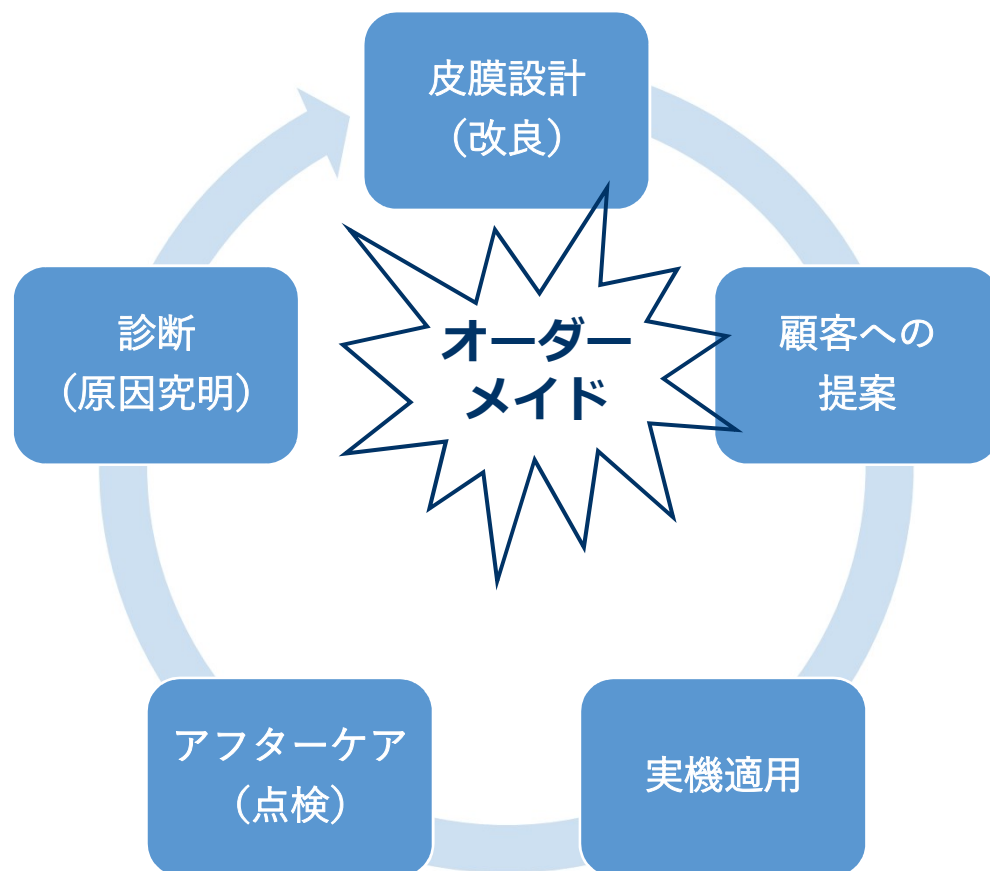 皮膜設計
（改良）
オーダー
メイド
顧客への
提案
実機適用
アフターケア
（点検）
診断
（原因究明）